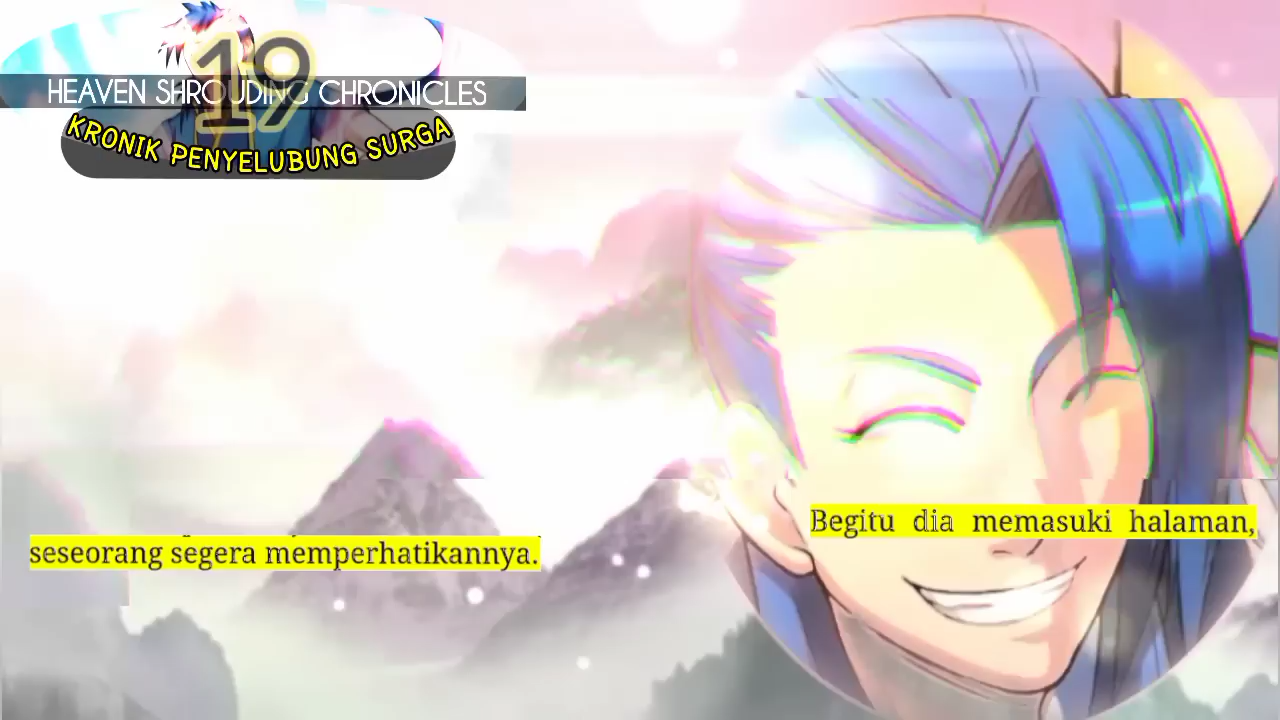 19
HEAVEN SHROUDING CHRONICLES
KRONIK PENYELUBUNG SURGA
Begitu dia memasuki halaman,
seseorang segera memperhatikannya.